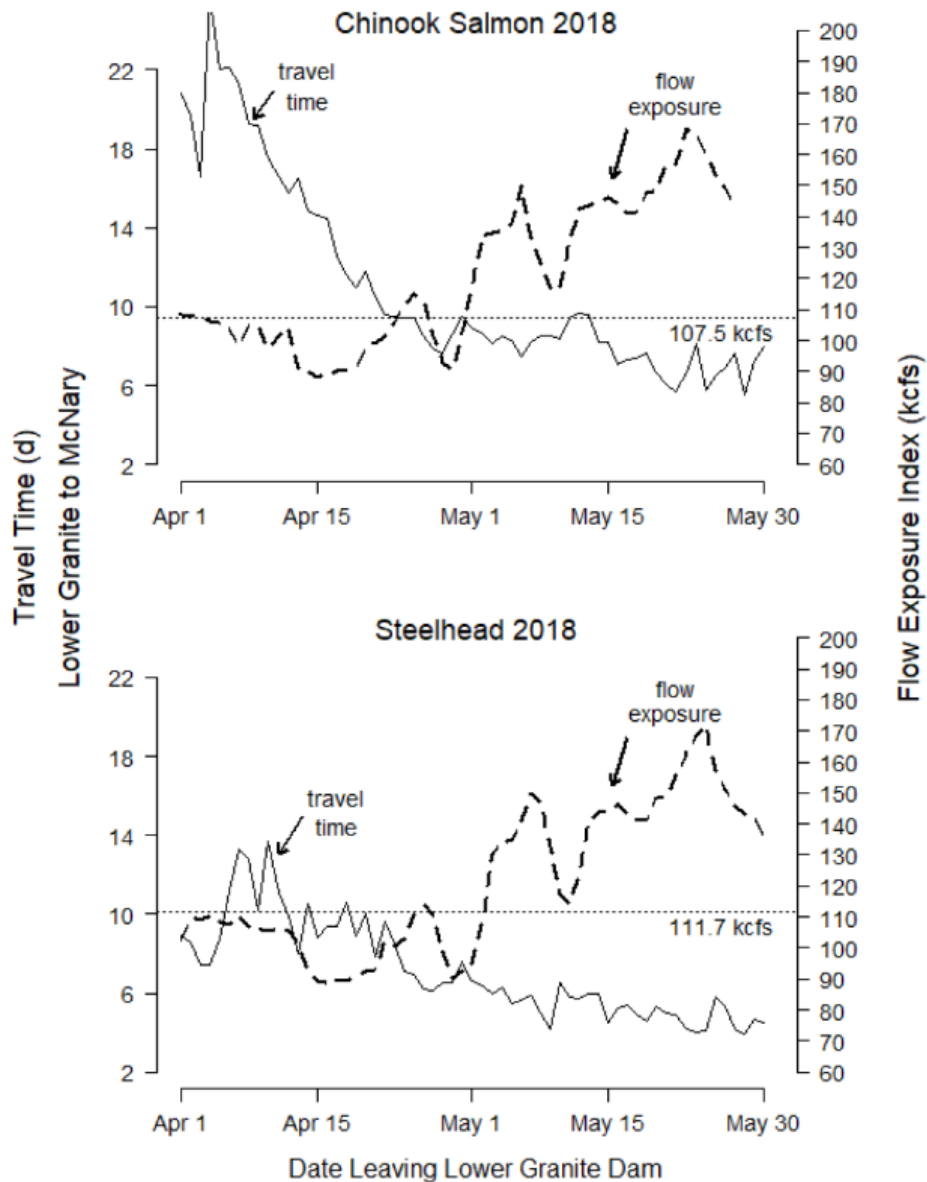 Chinook Salmon 2018
travel
time
flow
exposure
107.5 kcfs
22
18
14
10
6
2
200
190
180
170
160
150
140
130
120
110
100
90
80
70
60
Apr 1
Apr 15
May 1
May 15
May 30
Travel Time (d)
Lower Granite to McNary
Flow Exposure Index (kcfs)
Steelhead 2018
travel
time
flow
exposure
111.7 kcfs
22
18
14
10
6
2
200
190
180
170
160
150
140
130
120
110
100
90
80
70
60
Apr 1
Apr 15
May 1
May 15
May 30
Date Leaving Lower Granite Dam